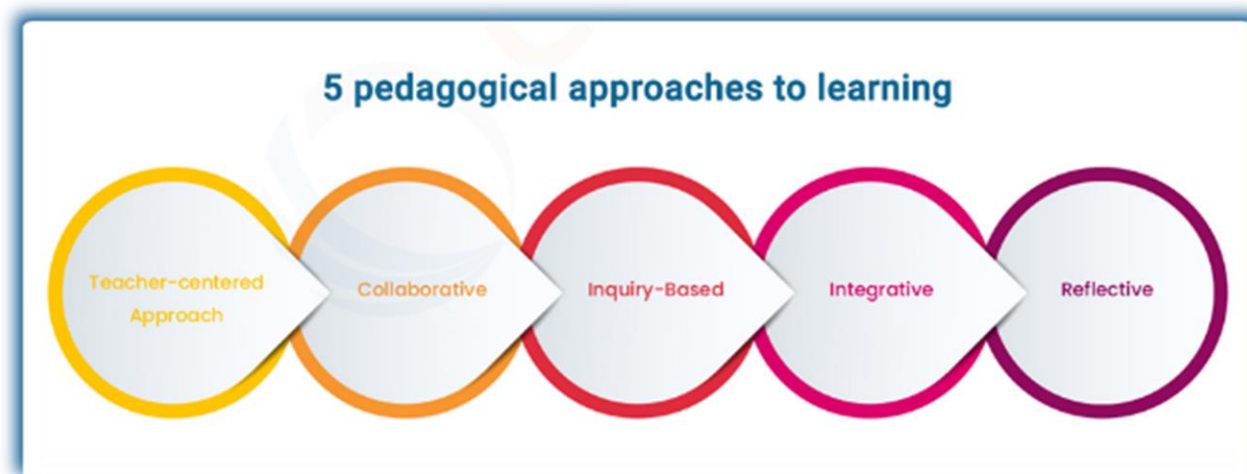 5 pedagogical approaches to learning
Teacher-centered
Approach
Collaborative
Inquiry-Based
Integrative
Reflective